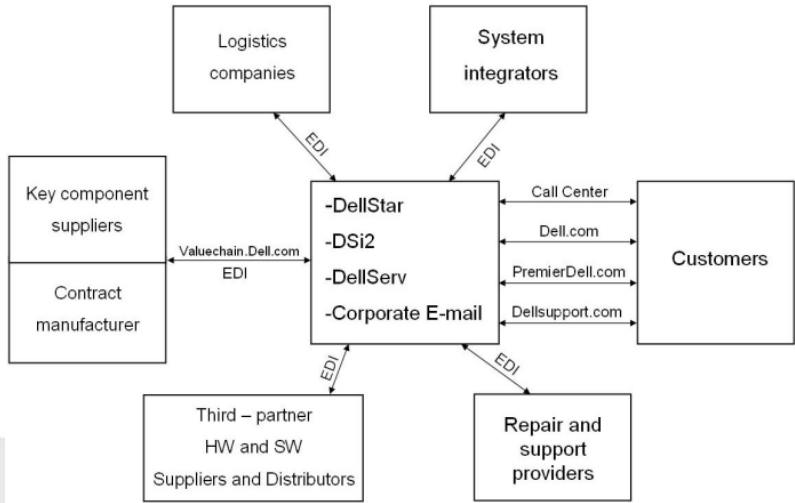 Logistics
companies
System
integrators
EDI
EDI
Key component
suppliers
Contract
manufacturer
Valuechain.Dell.com
EDI
-DellStar
-DSi2
-DellServ
-Corporate E-mail
Call Center
Dell.com
PremierDell.com
Dellsupport.com
Customers
EDI
EDI
Third – partner
HW and SW
Suppliers and Distributors
Repair and
support
providers